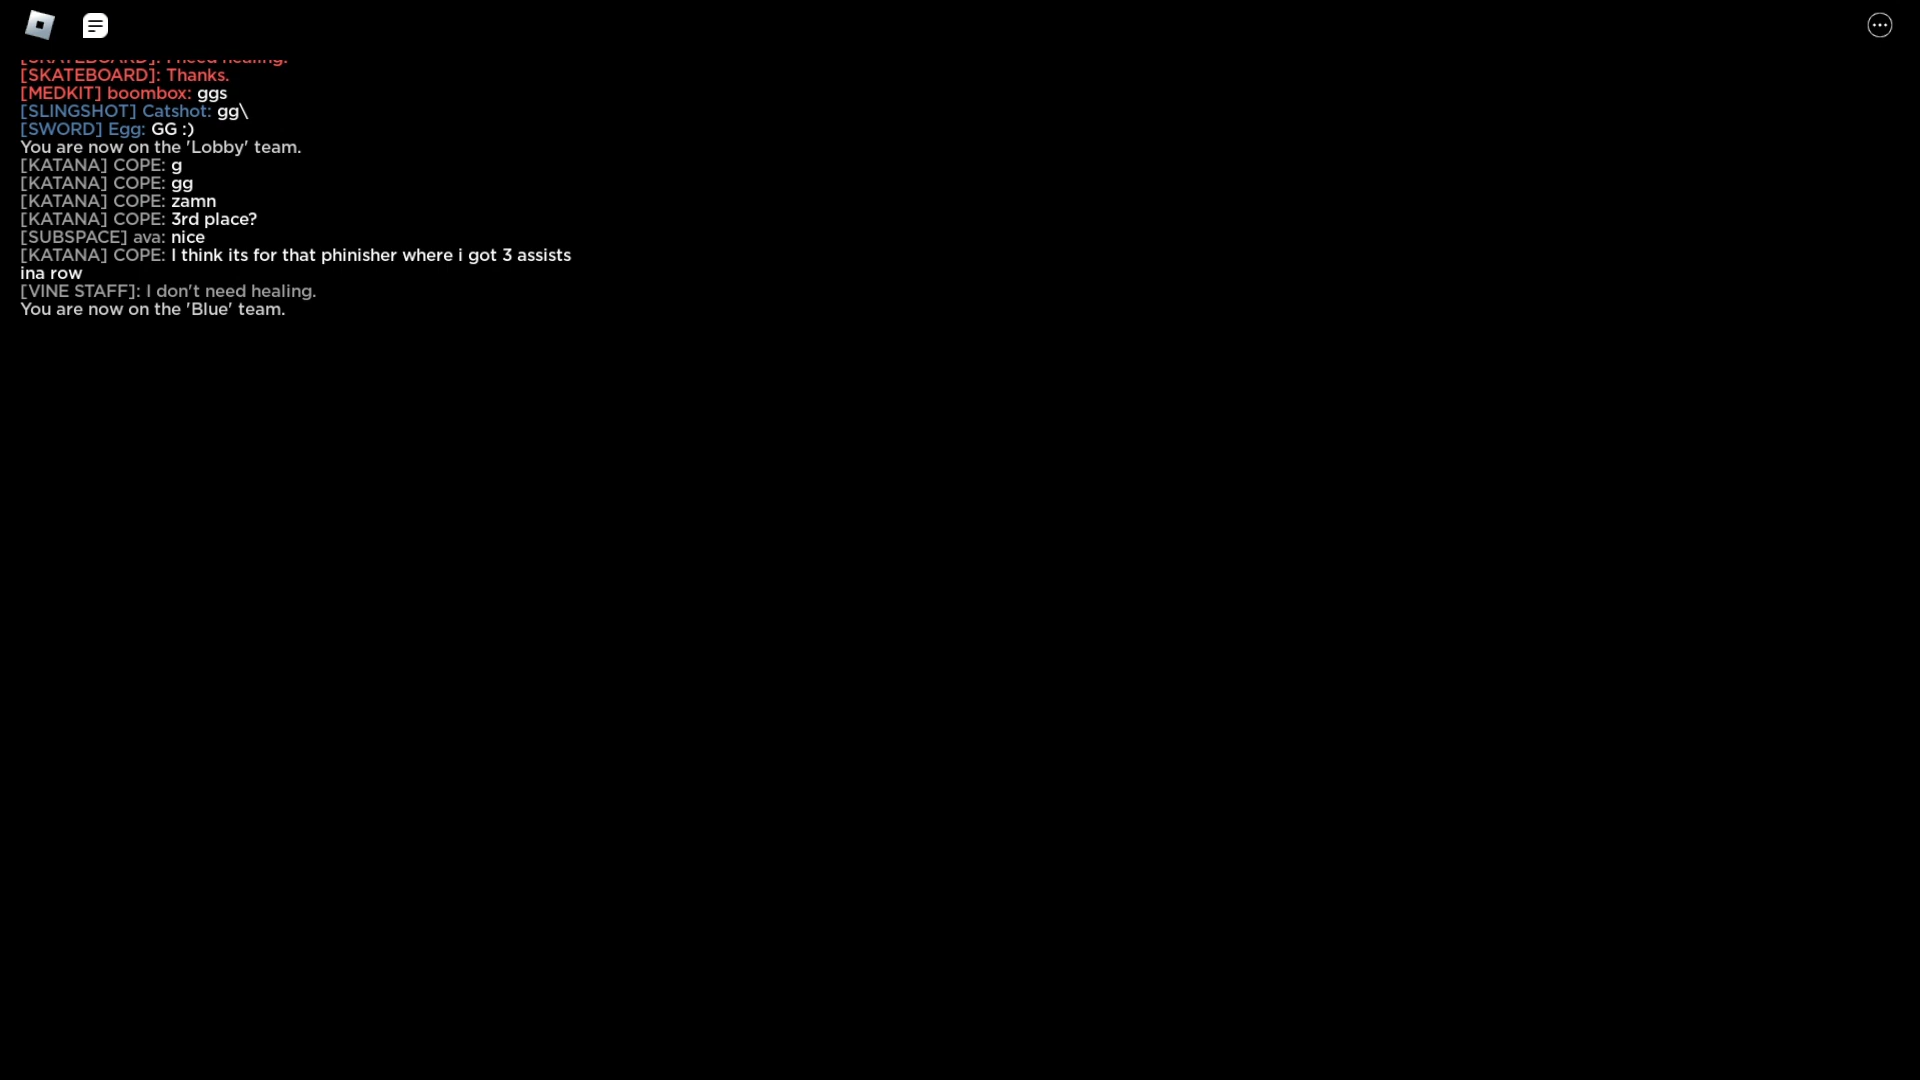 [SKATEBOARD]: I need healing.
[SKATEBOARD]: Thanks.
[MEDKIT] boombox: ggs
[SLINGSHOT] Catshot: gg\
[SWORD] Egg: GG :)
You are now on the 'Lobby' team.
[KATANA] COPE: g
[KATANA] COPE: gg
[KATANA] COPE: zamn
[KATANA] COPE: 3rd place?
[SUBSPACE] ava: nice
[KATANA] COPE: I think its for that phinisher where i got 3 assists
ina row
[VINE STAFF]: I don't need healing.
You are now on the 'Blue' team.